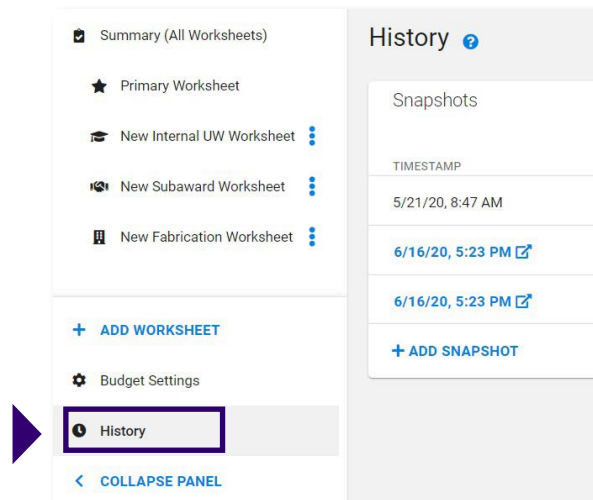 Summary (All Worksheets)
Primary Worksheet
New Internal UW Worksheet
New Subaward Worksheet
New Fabrication Worksheet
+ ADD WORKSHEET
Budget Settings
History
< COLLAPSE PANEL
History ?
Snapshots
TIMESTAMP
5/21/20, 8:47 AM
6/16/20, 5:23 PM
6/16/20, 5:23 PM
+ ADD SNAPSHOT